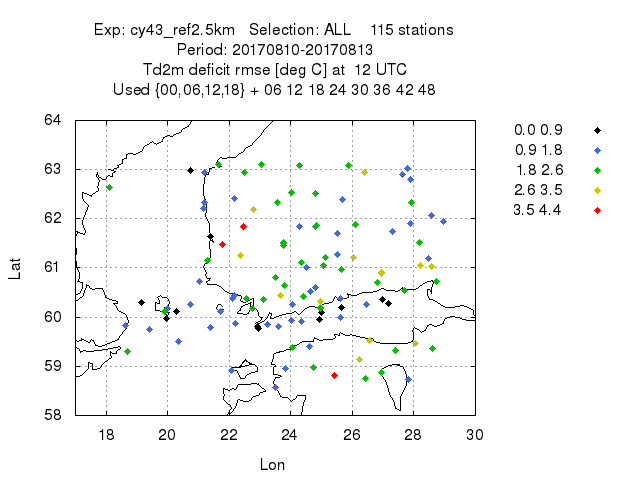 Exp: cy43_ref2.5km   Selection: ALL    115 stations
Period: 20170810-20170813
Td2m deficit rmse [deg C] at  12 UTC
Used {00,06,12,18} + 06 12 18 24 30 36 42 48
64
63
62
61
60
59
58
Lat
18 20 22 24 26 28 30
Lon
0.0 0.9
0.9 1.8
1.8 2.6
2.6 3.5
3.5 4.4